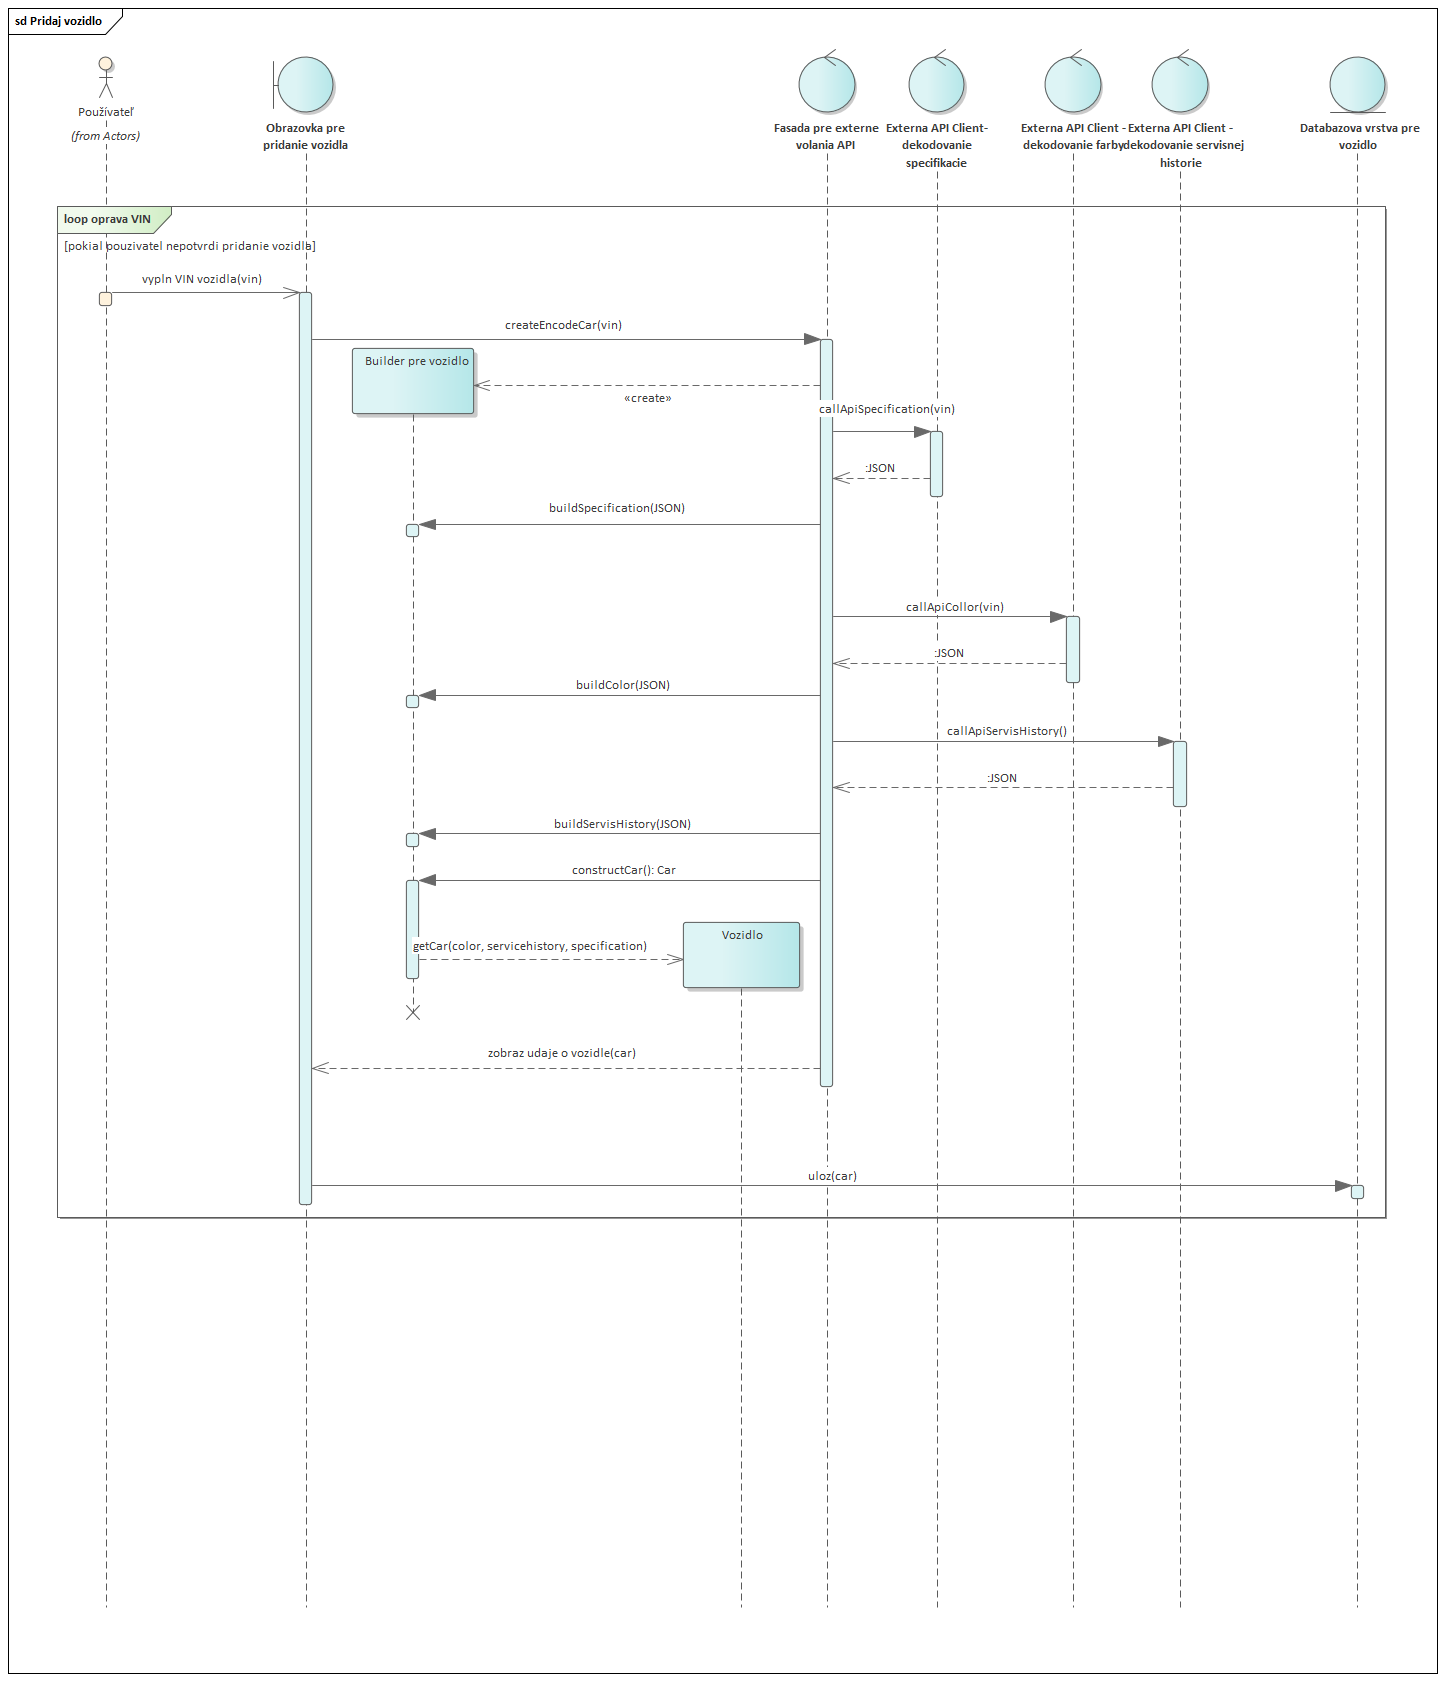 sd Pridaj vozidlo
Používateľ
(from Actors)
Obrazovka pre
pridanie vozidla
Fasada pre externe
volania API
Externa API Client-
dekodovanie
specifikacie
Externa API Client -
dekodovanie farby
Externa API Client -
dekodovanie servisnej
historie
Databazova vrstva pre
vozidlo
loop oprava VIN
[pokial pouzivatel nepotvrdi pridanie vozidla]
vypln VIN vozidla(vin)
createEncodeCar(vin)
Builder pre vozidlo
«create»
callApiSpecification(vin)
:JSON
buildSpecification(JSON)
callApiCollor(vin)
:JSON
buildColor(JSON)
callApiServisHistory()
:JSON
buildServisHistory(JSON)
constructCar(): Car
Vozidlo
getCar(color, servicehistory, specification)
zobraz udaje o vozidle(car)
uloz(car)